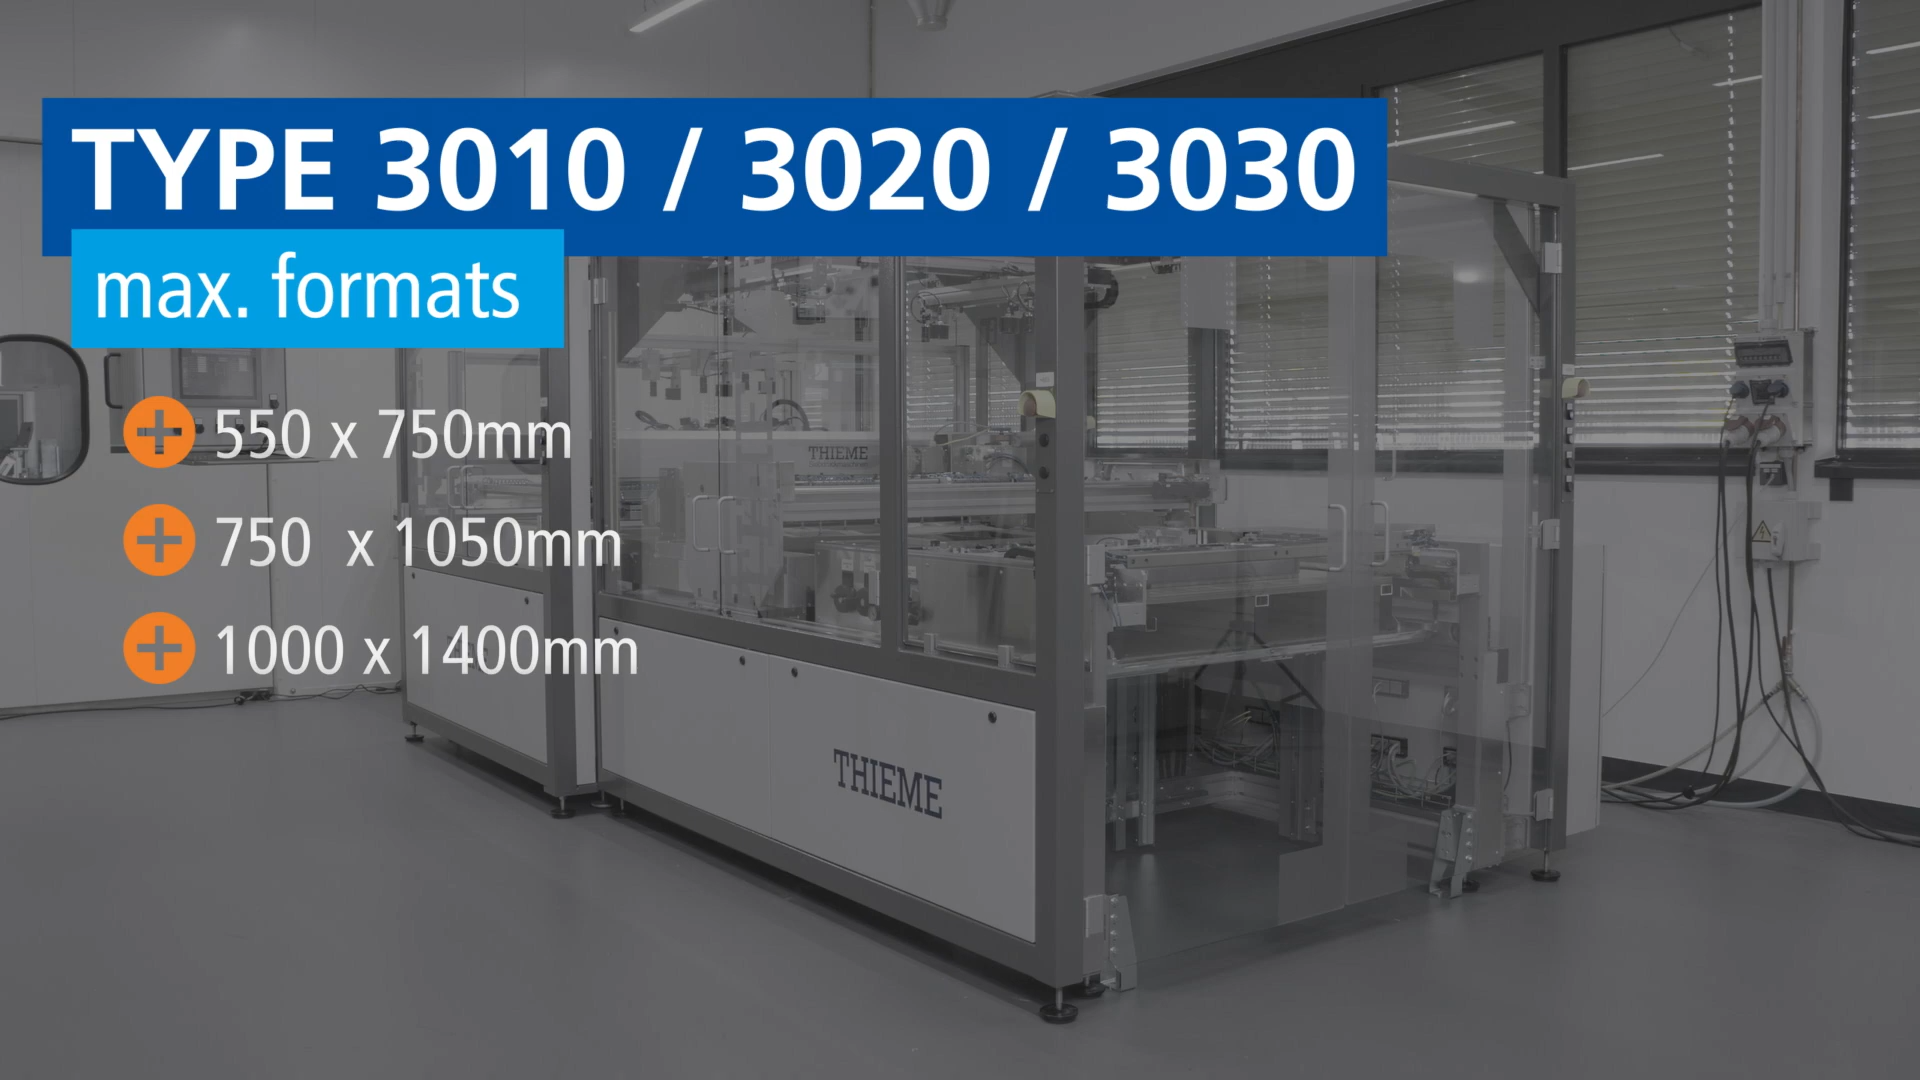 TYPE 3010 / 3020 / 3030
max. formats
550 x 750mm
750 x 1050mm
1000 x 1400mm
THIEME
THIEME